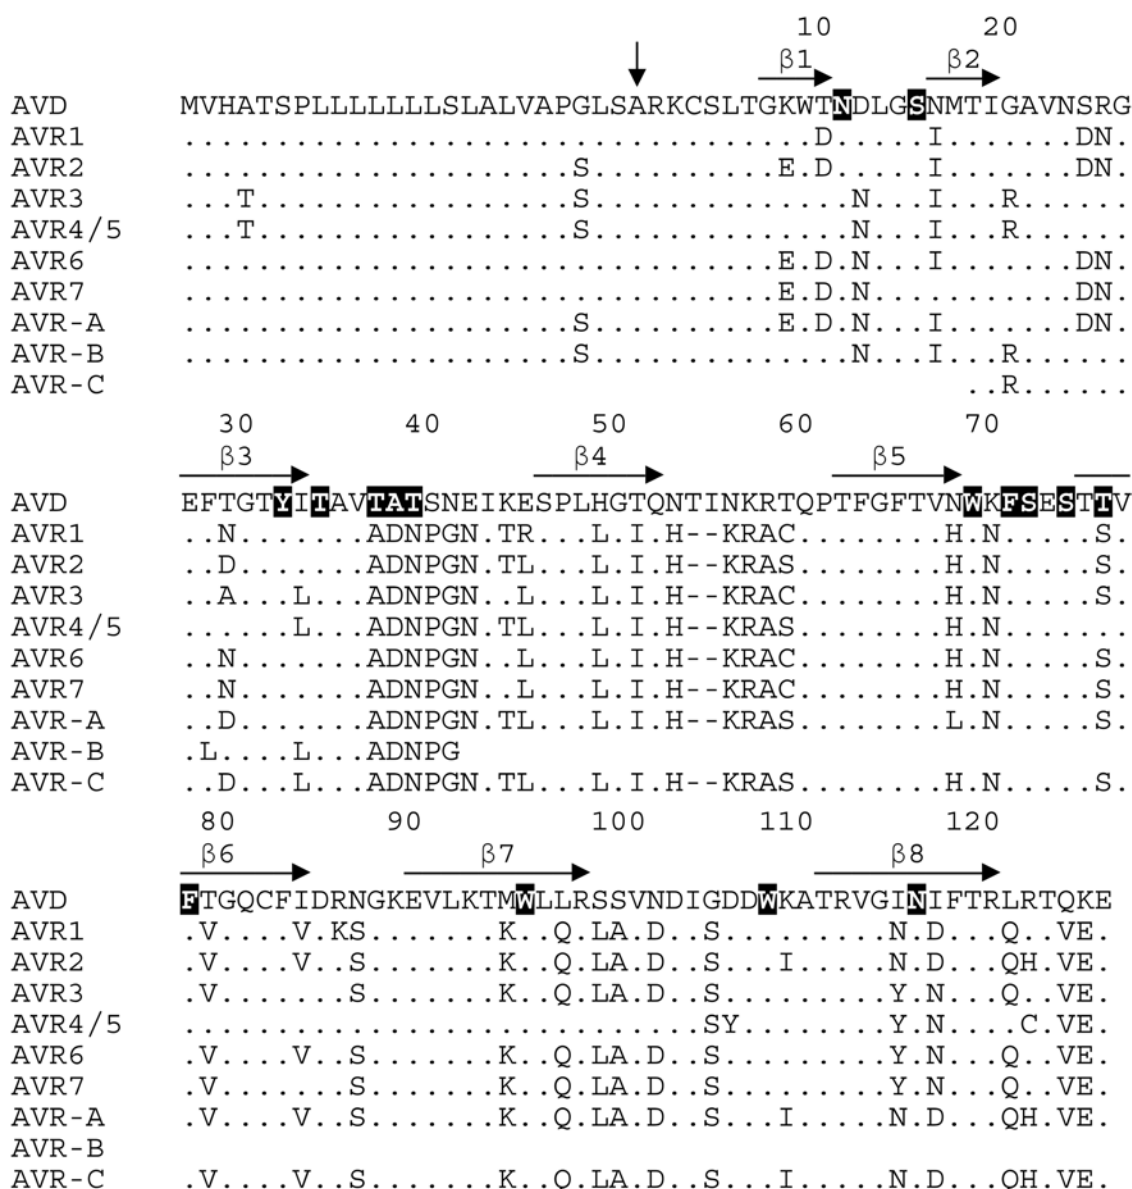 10 20
β1 β2
AVD MVHATSPLLLLLLLSLALVAPGLSARKCSLTGKWTNDLGSNMTIGAVNSRG
AVR1 ..................................D.....I.......DN.
AVR2 .....................S..........E.D.....I.......DN.
AVR3 ...T.................S..............N...I...R......
AVR4/5 ...T.................S..............N...I...R......
AVR6 ................................E.D.N...I.......DN.
AVR7 ................................E.D.N...........DN.
AVR-A .....................S..........E.D.N...I.......DN.
AVR-B .....................S..............N...I...R......
AVR-C ..R......
30 40 50 60 70
β3 β4 β5
AVD EFTGTYITAVTATSNEIKESPLHGTQNTINKRTQPTFGFTVNWKFSESTTV
AVR1 ..N.......ADNPGN.TR...L.I.H--KRAC........H.N.....S.
AVR2 ..D.......ADNPGN.TL...L.I.H--KRAS........H.N.....S.
AVR3 ..A...L...ADNPGN..L...L.I.H--KRAC........H.N.....S.
AVR4/5 ......L...ADNPGN.TL...L.I.H--KRAS........H.N.......
AVR6 ..N.......ADNPGN..L...L.I.H--KRAC........H.N.....S.
AVR7 ..N.......ADNPGN..L...L.I.H--KRAC........H.N.....S.
AVR-A ..D.......ADNPGN.TL...L.I.H--KRAS........L.N.....S.
AVR-B .L....L...ADNPG
AVR-C ..D...L...ADNPGN.TL...L.I.H--KRAS........H.N.....S.
80 90 100 110 120
β6 β7 β8
AVD FTGQCFIDRNGKEVLKTMWLLRSSVNDIGDDWKATRVGINIFTRLRTQKE
AVR1 .V....V.KS.......K..Q.LA.D..S.........N.D...Q..VE.
AVR2 .V....V..S.......K..Q.LA.D..S...I.....N.D...QH.VE.
AVR3 .V.......S.......K..Q.LA.D..S.........Y.N...Q..VE.
AVR4/5 ............................SY........Y.N....C.VE.
AVR6 .V....V..S.......K..Q.LA.D..S.........Y.N...Q..VE.
AVR7 .V.......S.......K..Q.LA.D..S.........Y.N...Q..VE.
AVR-A .V....V..S.......K..Q.LA.D..S...I.....N.D...QH.VE.
AVR-B
AVR-C .V....V..S.......K..Q.LA.D..S...I.....N.D...QH.VE.